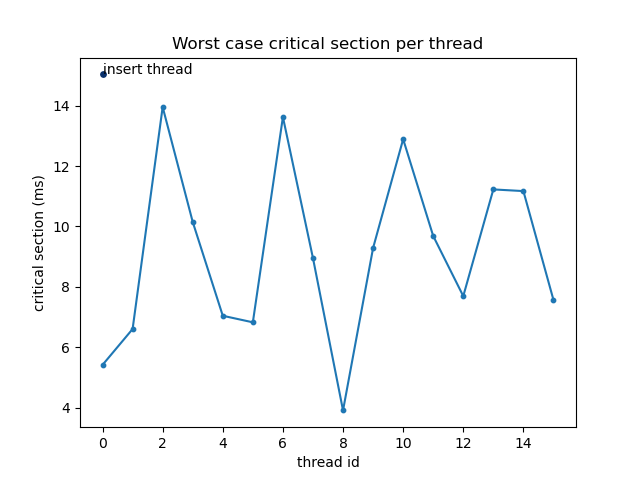 Worst case critical section per thread
insert thread
critical section (ms)
14
12
10
8
6
4
0 2 4 6 8 10 12 14
thread id